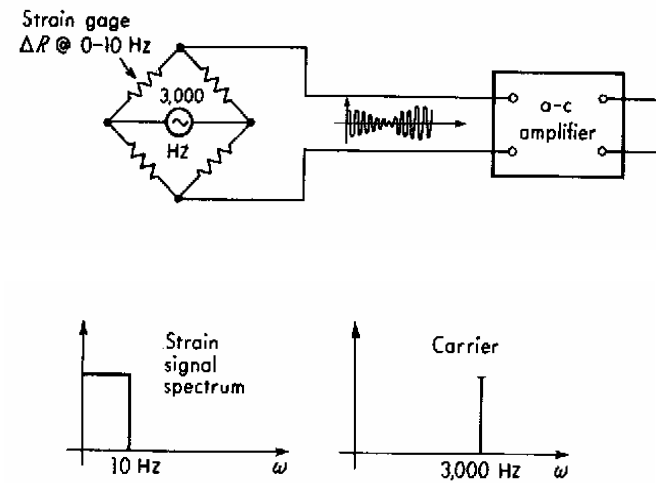 Strain gage
ΔR @ 0–10 Hz
3,000
Hz
a-c
amplifier
Strain
signal
spectrum
10 Hz
ω
Carrier
3,000 Hz
ω